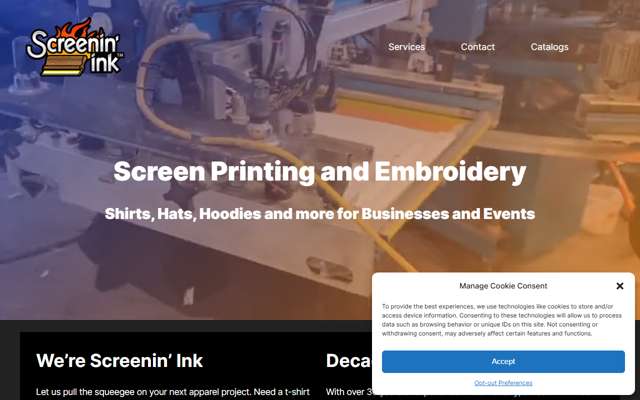 Screenin'
ink
Services
Contact
Catalogs
Screen Printing and Embroidery
Shirts, Hats, Hoodies and more for Businesses and Events
Manage Cookie Consent
To provide the best experiences, we use technologies like cookies to store and/or
access device information. Consenting to these technologies will allow us to process
data such as browsing behavior or unique IDs on this site. Not consenting or
withdrawing consent, may adversely affect certain features and functions.
Accept
Opt-out Preferences
We’re Screenin’ Ink
Let us pull the squeegee on your next apparel project. Need a t-shirt
With over 3